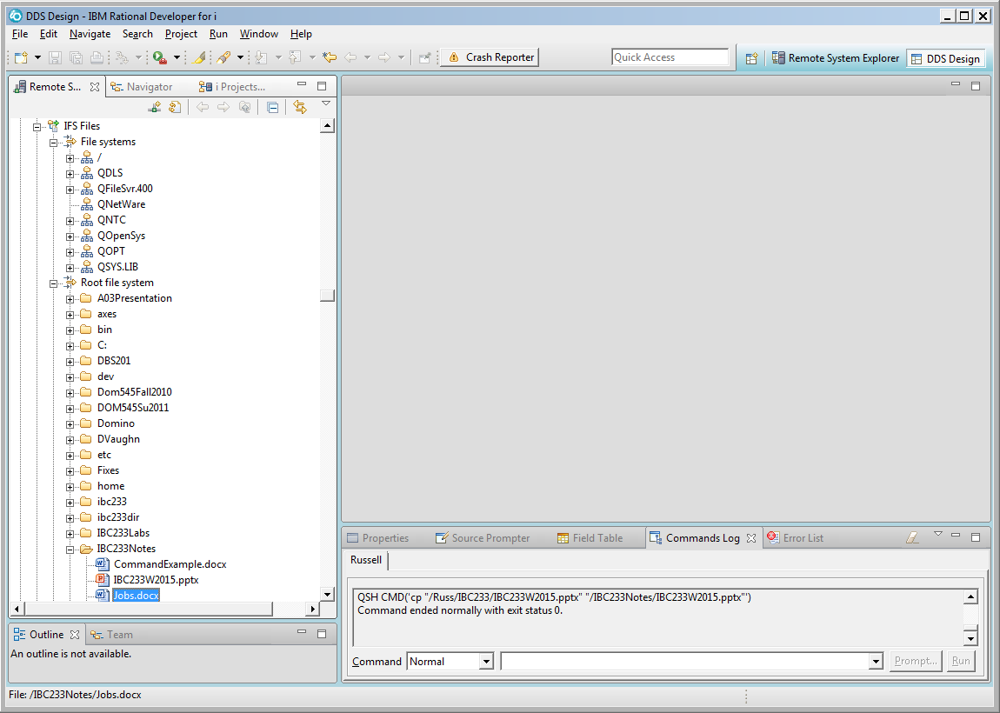 DDS Design - IBM Rational Developer for i
File Edit Navigate Search Project Run Window Help
Crash Reporter
Quick Access
Remote System Explorer
DDS Design
Remote S...
Navigator
i Projects...
IFS Files
File systems
/
QDLS
QFileSvr.400
QNetWare
QNTC
QOpenSys
QOPT
QSYS.LIB
Root file system
A03Presentation
axes
bin
C:
DBS201
dev
Dom545Fall2010
DOM545Su2011
Domino
DVaughn
etc
Fixes
home
ibc233
ibc233dir
IBC233Labs
IBC233Notes
CommandExample.docx
IBC233W2015.pptx
Jobs.docx
Outline
Team
An outline is not available.
Properties
Source Prompter
Field Table
Commands Log
Error List
Russell
QSH CMD('cp "/Russ/IBC233/IBC233W2015.pptx" "/IBC233Notes/IBC233W2015.pptx"')
Command ended normally with exit status 0.
Command
Normal
Prompt...
Run
File: /IBC233Notes/Jobs.docx